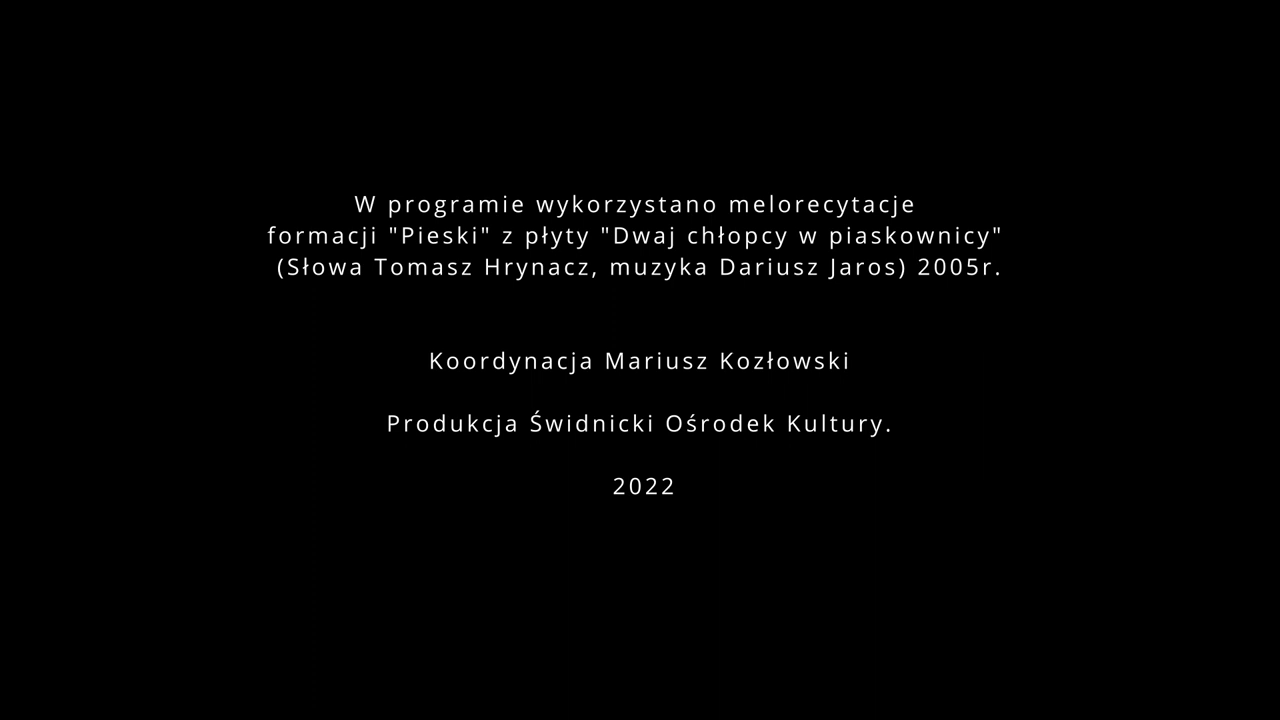 W programie wykorzystano melorecytacje
formacji "Pieski" z płyty "Dwaj chłopcy w piaskownicy"
(Słowa Tomasz Hrynacz, muzyka Dariusz Jaros) 2005r.
Koordynacja Mariusz Kozłowski
Produkcja Świdnicki Ośrodek Kultury.
2022